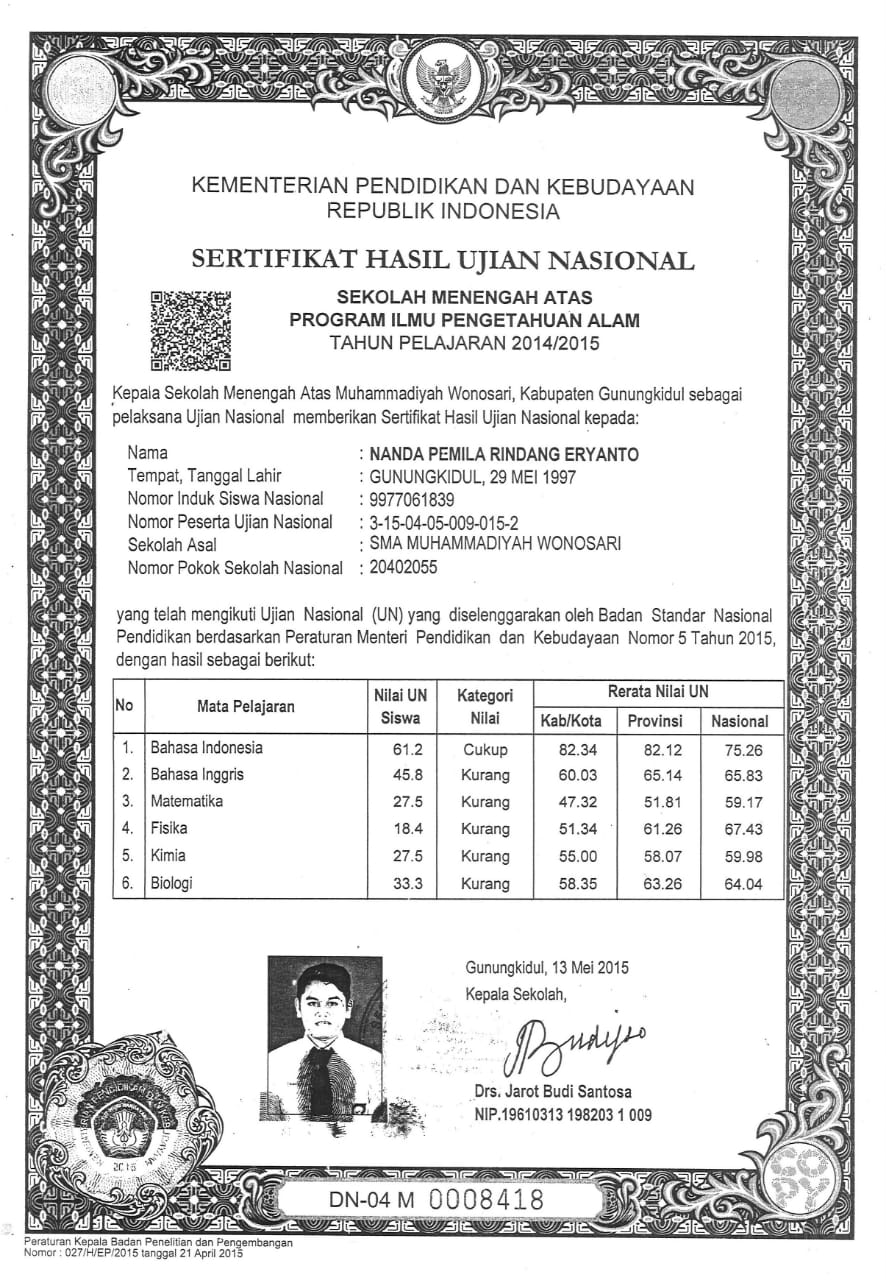 KEMENTERIAN PENDIDIKAN DAN KEBUDAYAAN
REPUBLIK INDONESIA
SERTIFIKAT HASIL UJIAN NASIONAL
SEKOLAH MENENGAH ATAS
PROGRAM ILMU PENGETAHUAN ALAM
TAHUN PELAJARAN 2014/2015
Kepala Sekolah Menengah Atas Muhammadiyah Wonosari, Kabupaten Gunungkidul sebagai
pelaksana Ujian Nasional memberikan Sertifikat Hasil Ujian Nasional kepada:
Nama : NANDA PEMILA RINDANG ERYANTO
Tempat, Tanggal Lahir : GUNUNGKIDUL, 29 MEI 1997
Nomor Induk Siswa Nasional : 9977061839
Nomor Peserta Ujian Nasional : 3-15-04-05-009-015-2
Sekolah Asal : SMA MUHAMMADIYAH WONOSARI
Nomor Pokok Sekolah Nasional : 20402055
yang telah mengikuti Ujian Nasional (UN) yang diselenggarakan oleh Badan Standar Nasional
Pendidikan berdasarkan Peraturan Menteri Pendidikan dan Kebudayaan Nomor 5 Tahun 2015,
dengan hasil sebagai berikut:
No Mata Pelajaran Nilai UN Siswa Kategori Nilai Rerata Nilai UN
Kab/Kota Provinsi Nasional
1. Bahasa Indonesia 61.2 Cukup 82.34 82.12 75.26
2. Bahasa Inggris 45.8 Kurang 60.03 65.14 65.83
3. Matematika 27.5 Kurang 47.32 51.81 59.17
4. Fisika 18.4 Kurang 51.34 61.26 67.43
5. Kimia 27.5 Kurang 55.00 58.07 59.98
6. Biologi 33.3 Kurang 58.35 63.26 64.04
Gunungkidul, 13 Mei 2015
Kepala Sekolah,
Drs. Jarot Budi Santosa
NIP.19610313 198203 1 009
2015
DN-04 M 0008418
Peraturan Kepala Badan Penelitian dan Pengembangan
Nomor : 027/H/EP/2015 tanggal 21 April 2015